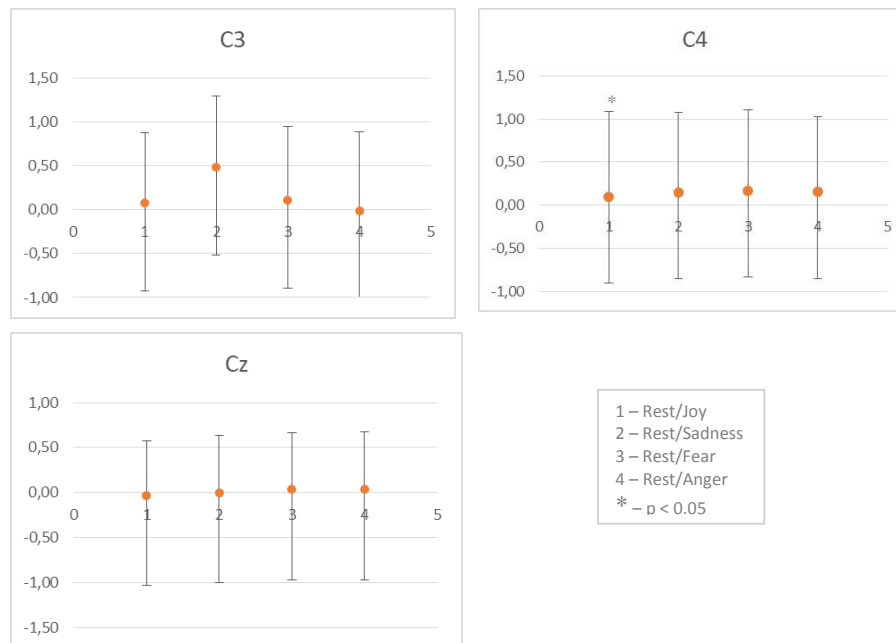 C3
1,50
1,00
0,50
0,00
0 1 2 3 4 5
-0,50
-1,00
C4
*
1,50
1,00
0,50
0,00
0 1 2 3 4 5
-0,50
-1,00
Cz
1,00
0,50
0,00
0 1 2 3 4 5
-0,50
-1,00
-1,50
1 – Rest/Joy
2 – Rest/Sadness
3 – Rest/Fear
4 – Rest/Anger
* – p < 0.05